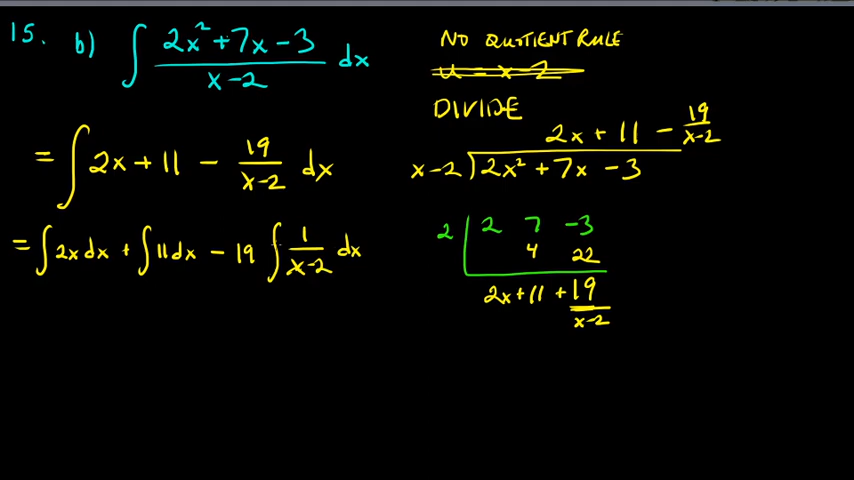 15. b) ∫ (2x² + 7x - 3)/(x - 2) dx
NO QUOTIENT RULE
u = x - 2
DIVIDE
2x + 11 - 19/(x-2)
x - 2 ) 2x² + 7x - 3
= ∫ 2x + 11 - 19/(x-2) dx
= ∫ 2x dx + ∫ 11 dx - 19 ∫ 1/(x-2) dx
2 | 2 7 -3
4 22
2x + 11 + 19/(x-2)